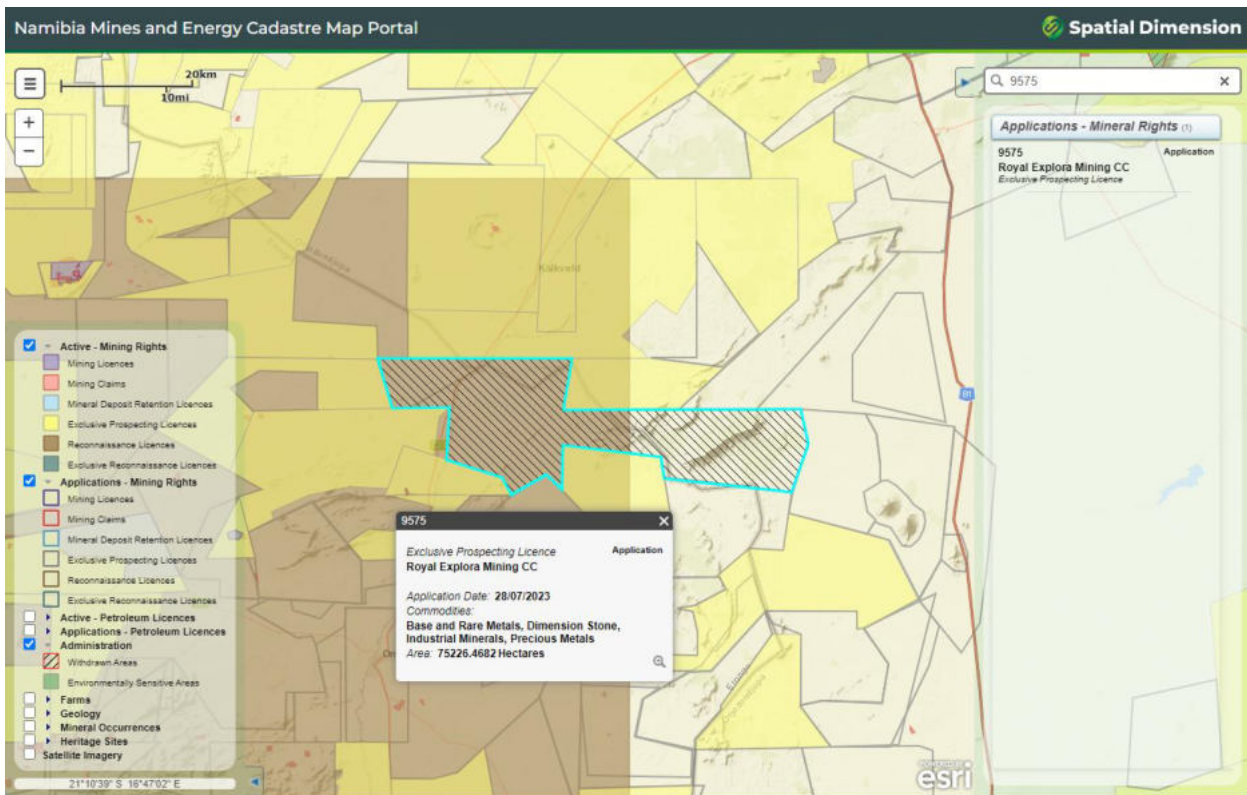 Namibia Mines and Energy Cadastre Map Portal
Spatial Dimension
20km
10mi
+
−
9575
Applications - Mineral Rights (1)
9575
Application
Royal Explora Mining CC
Exclusive Prospecting Licence
Kalkveld
B1
Active - Mining Rights
Mining Licences
Mining Claims
Mineral Deposit Retention Licences
Exclusive Prospecting Licences
Reconnaissance Licences
Exclusive Reconnaissance Licences
Applications - Mining Rights
Mining Licences
Mining Claims
Mineral Deposit Retention Licences
Exclusive Prospecting Licences
Reconnaissance Licences
Exclusive Reconnaissance Licences
Active - Petroleum Licences
Applications - Petroleum Licences
Administration
Withdrawn Areas
Environmentally Sensitive Areas
Farms
Geology
Mineral Occurrences
Heritage Sites
Satellite Imagery
21°10'39" S 16°47'02" E
9575
Exclusive Prospecting Licence
Application
Royal Explora Mining CC
Application Date: 28/07/2023
Commodities:
Base and Rare Metals, Dimension Stone,
Industrial Minerals, Precious Metals
Area: 75226.4682 Hectares
POWERED BY
esri